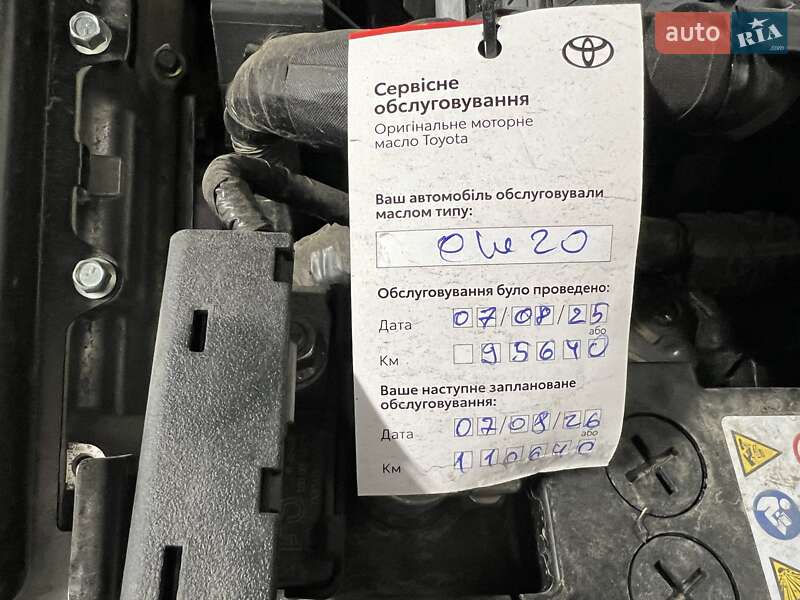 auto RIA.com
Сервісне
обслуговування
Оригінальне моторне
масло Toyota
Ваш автомобіль обслуговували
маслом типу:
0W20
Обслуговування було проведено:
Дата 07/08/25
або
Км 95640
Ваше наступне заплановане
обслуговування:
Дата 07/08/26
або
Км 110640